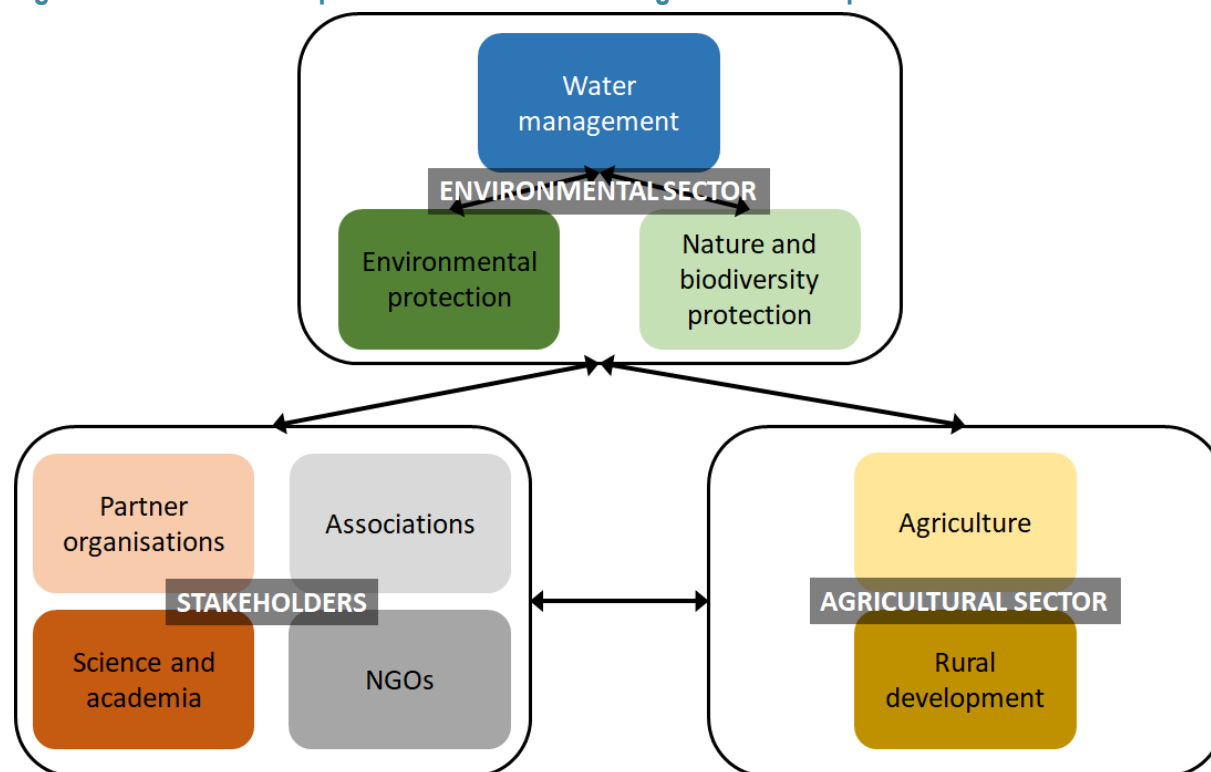 Water
management
ENVIRONMENTAL SECTOR
Environmental
protection
Nature and
biodiversity
protection
Partner
organisations
Associations
STAKEHOLDERS
Science and
academia
NGOs
Agriculture
AGRICULTURAL SECTOR
Rural
development